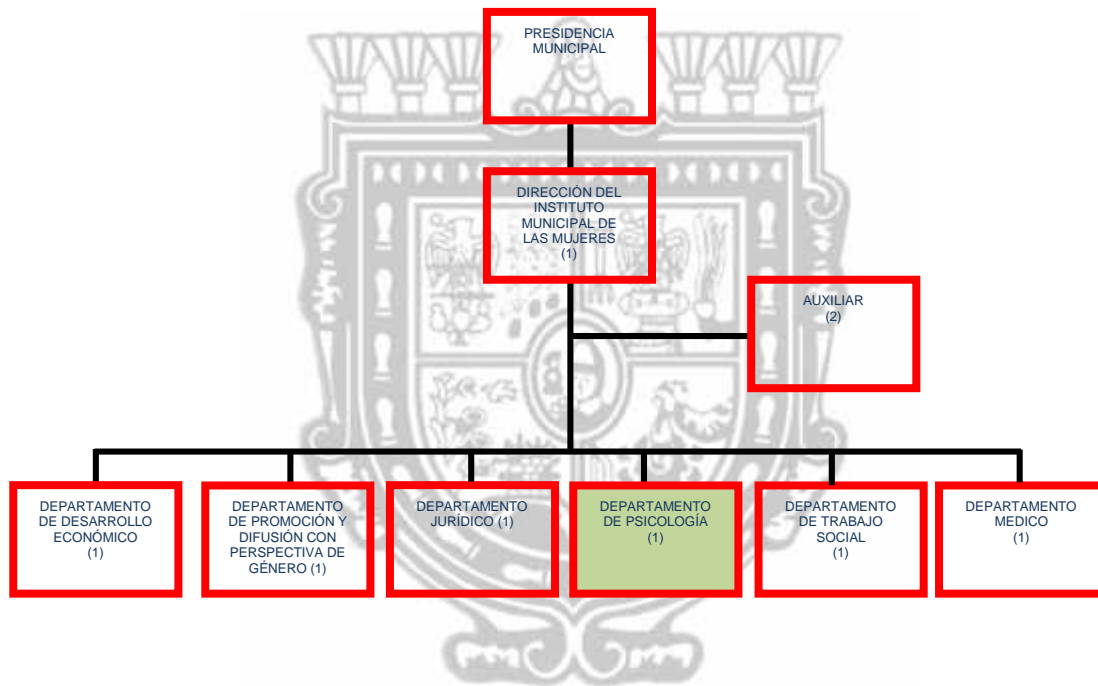 PRESIDENCIA
MUNICIPAL
DIRECCIÓN DEL
INSTITUTO
MUNICIPAL DE
LAS MUJERES
(1)
AUXILIAR
(2)
DEPARTAMENTO
DE DESARROLLO
ECONÓMICO
(1)
DEPARTAMENTO
DE PROMOCIÓN Y
DIFUSIÓN CON
PERSPECTIVA DE
GÉNERO (1)
DEPARTAMENTO
JURÍDICO (1)
DEPARTAMENTO
DE PSICOLOGÍA
(1)
DEPARTAMENTO
DE TRABAJO
SOCIAL
(1)
DEPARTAMENTO
MEDICO
(1)